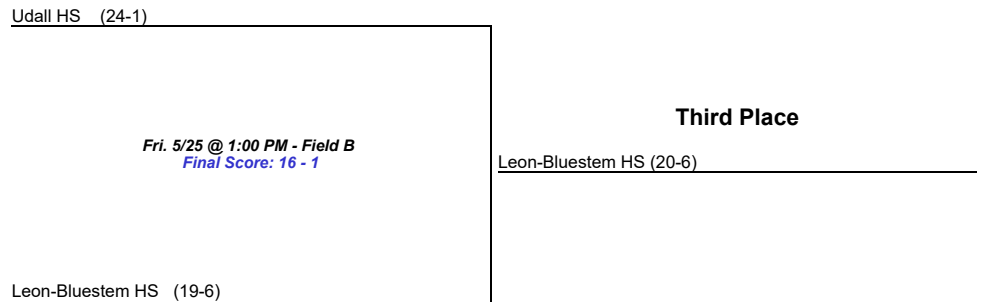 Udall HS (24-1)
Third Place
Fri. 5/25 @ 1:00 PM - Field B
Final Score: 16 - 1
Leon-Bluestem HS (20-6)
Leon-Bluestem HS (19-6)